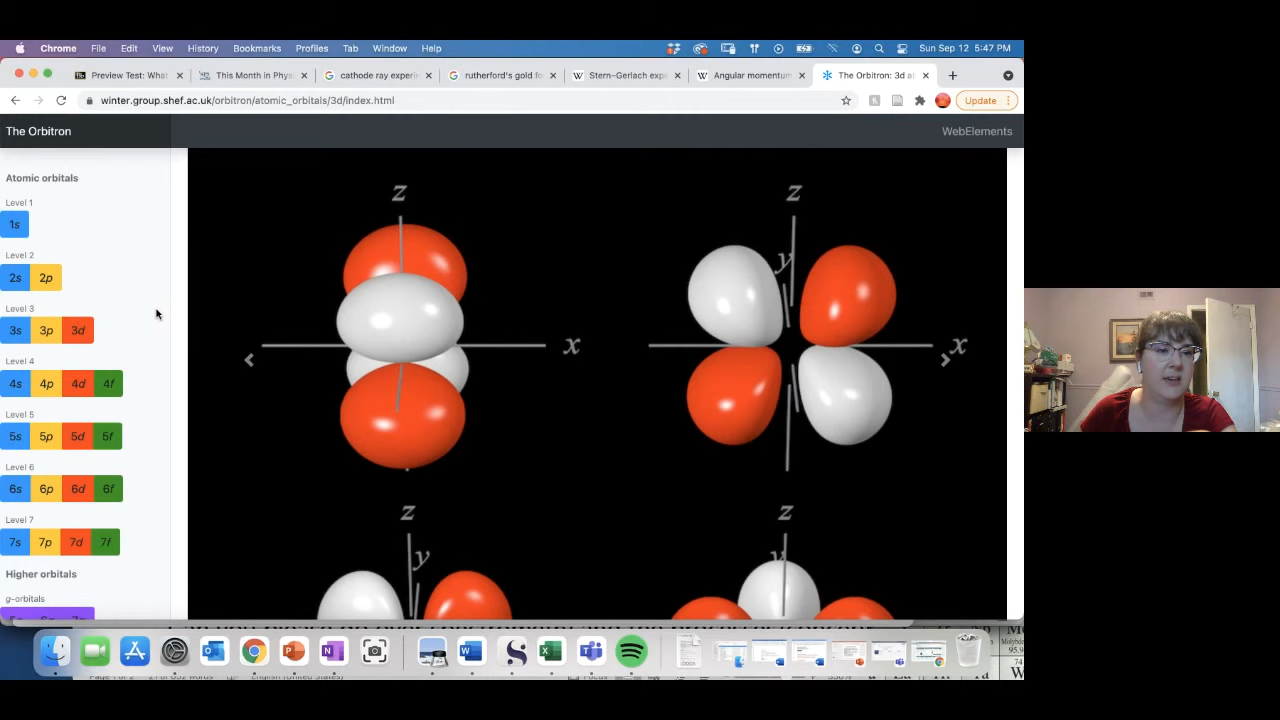 Chrome File Edit View History Bookmarks Profiles Tab Window Help Sun Sep 12 5:47 PM
Preview Test: What This Month in Physi cathode ray experim rutherford's gold fo Stern–Gerlach expe Angular momentum The Orbitron: 3d at
winter.group.shef.ac.uk/orbitron/atomic_orbitals/3d/index.html Update
The Orbitron WebElements
Atomic orbitals
Level 1
1s
Level 2
2s 2p
Level 3
3s 3p 3d
Level 4
4s 4p 4d 4f
Level 5
5s 5p 5d 5f
Level 6
6s 6p 6d 6f
Level 7
7s 7p 7d 7f
Higher orbitals
g-orbitals
z
x
z
y
x
z
y
z
y